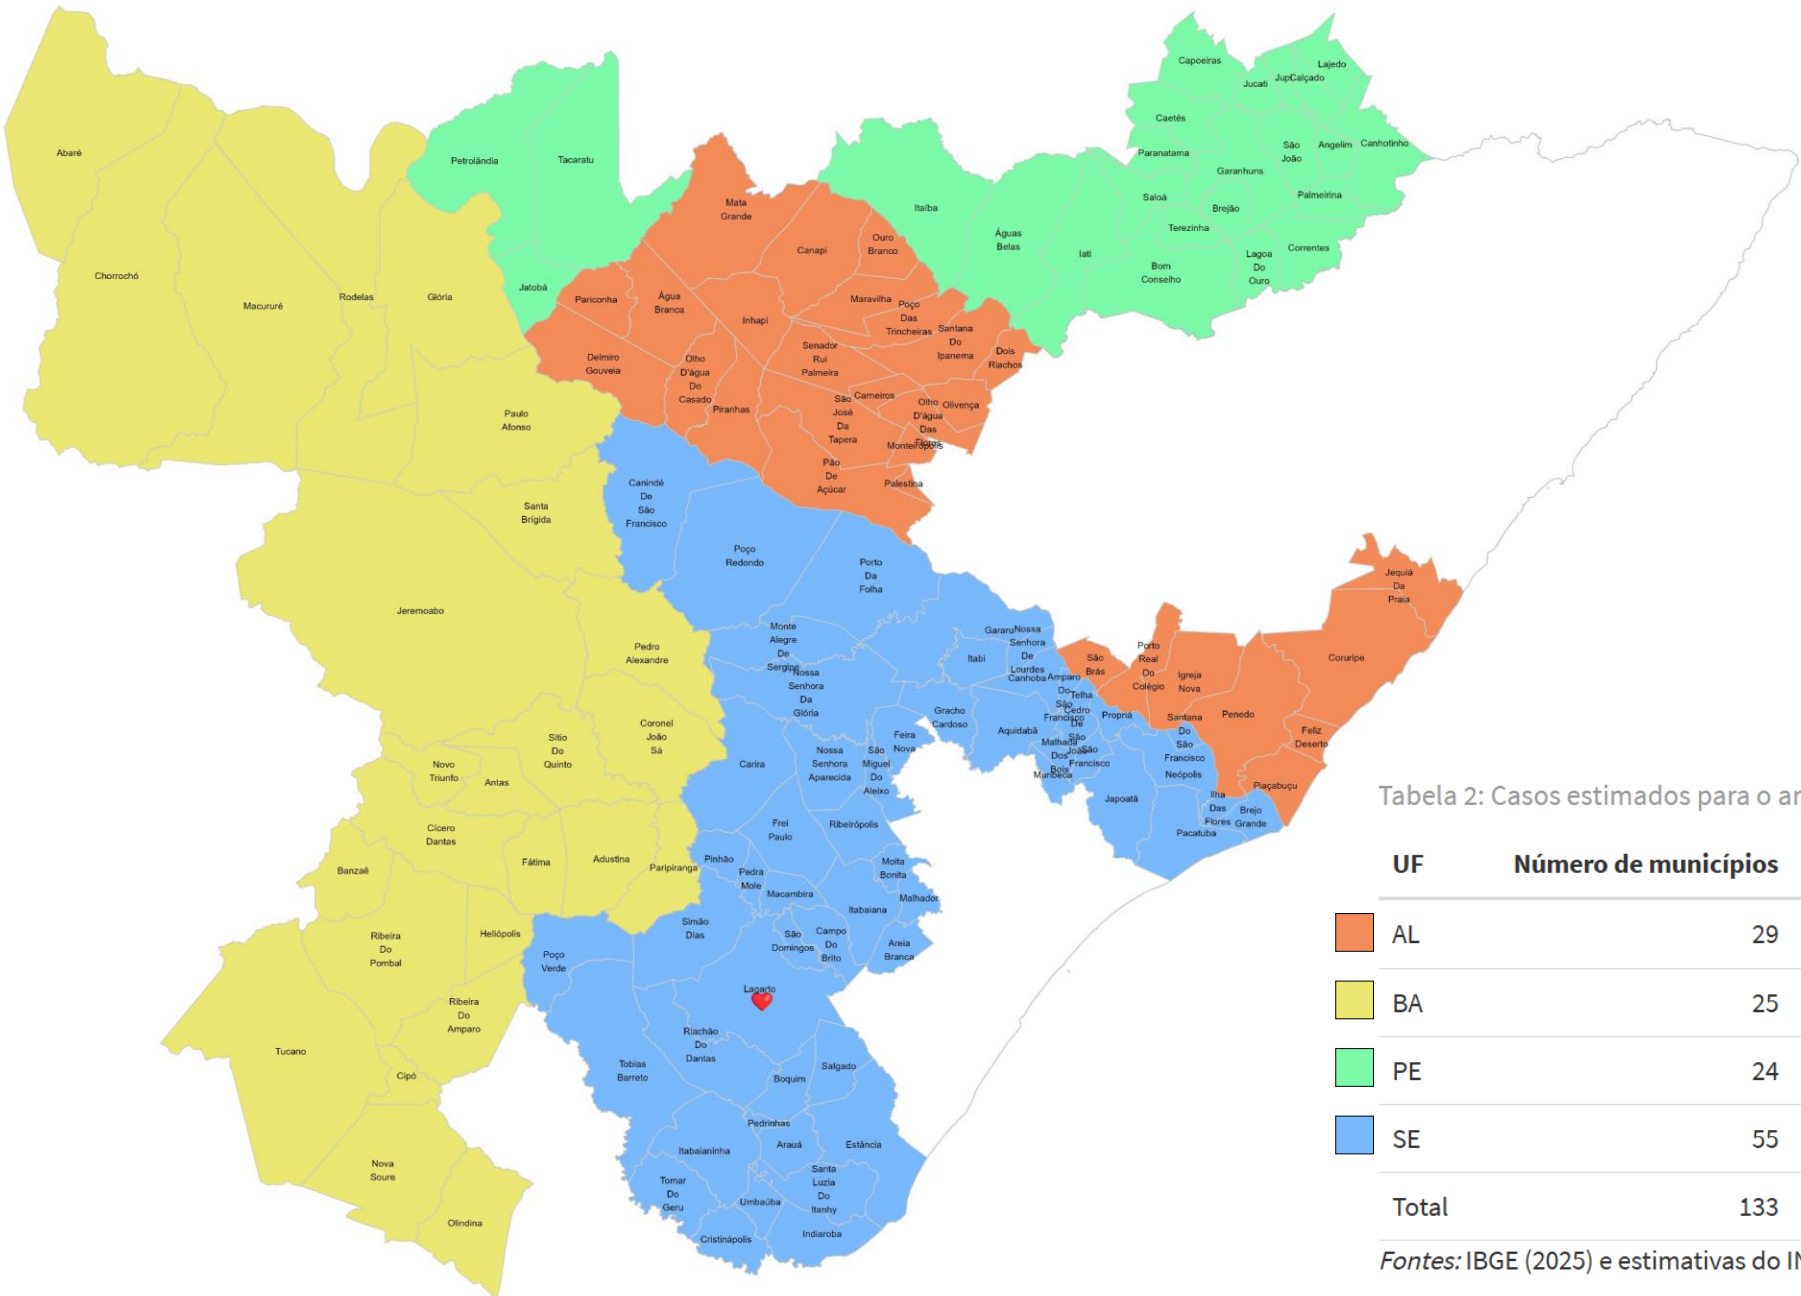 Abaré
Chorrochó
Macururé
Rodelas
Glória
Petrolândia
Tacaratu
Jatobá
Paulo
Afonso
Santa
Brígida
Jeremoabo
Pedro
Alexandre
Coronel
João
Sá
Sítio
Do
Quinto
Novo
Triunfo
Antas
Cícero
Dantas
Fátima
Adustina
Paripiranga
Banzaê
Ribeira
Do
Pombal
Heliópolis
Ribeira
Do
Amparo
Tucano
Cipó
Nova
Soure
Olindina
Mata
Grande
Canapi
Ouro
Branco
Pariconha
Água
Branca
Inhapi
Maravilha
Poço
Das
Trincheiras
Santana
Do
Ipanema
Dois
Riachos
Delmiro
Gouveia
Olho
D'água
Do
Casado
Piranhas
Senador
Rui
Palmeira
São
José
Da
Tapera
Carneiros
Olho
D'água
Das
Flores
Olivença
Monteirópolis
Pão
De
Açúcar
Palestina
Itaíba
Águas
Belas
Iati
Capoeiras
Jucati
Jupi
Calçado
Lajedo
Caetés
Paranatama
Garanhuns
São
João
Angelim
Canhotinho
Saloá
Brejão
Palmeirina
Terezinha
Correntes
Bom
Conselho
Lagoa
Do
Ouro
Canindé
De
São
Francisco
Poço
Redondo
Porto
Da
Folha
Monte
Alegre
De
Sergipe
Nossa
Senhora
Da
Glória
Gararu
Nossa
Senhora
De
Lourdes
Itabi
Canhoba
Amparo
Do
São
Francisco
Telha
Cedro
De
São
João
Propriá
Gracho
Cardoso
Aquidabã
Malhada
Dos
Bois
São
Francisco
Muribeca
Japoatã
Santana
Do
São
Francisco
Neópolis
Ilha
Das
Flores
Brejo
Grande
Pacatuba
São
Brás
Porto
Real
Do
Colégio
Igreja
Nova
Penedo
Feliz
Deserto
Piaçabuçu
Coruripe
Jequiá
Da
Praia
Carira
Nossa
Senhora
Aparecida
São
Miguel
Do
Aleixo
Feira
Nova
Frei
Paulo
Ribeirópolis
Pinhão
Pedra
Mole
Macambira
Moita
Bonita
Malhador
Itabaiana
Simão
Dias
São
Domingos
Campo
Do
Brito
Areia
Branca
Poço
Verde
Lagarto
Riachão
Do
Dantas
Tobias
Barreto
Boquim
Salgado
Pedrinhas
Itabaianinha
Arauá
Estância
Tomar
Do
Geru
Umbaúba
Santa
Luzia
Do
Itanhy
Cristinápolis
Indiaroba
Tabela 2: Casos estimados para o ar
UF Número de municípios
AL 29
BA 25
PE 24
SE 55
Total 133
Fontes: IBGE (2025) e estimativas do IN